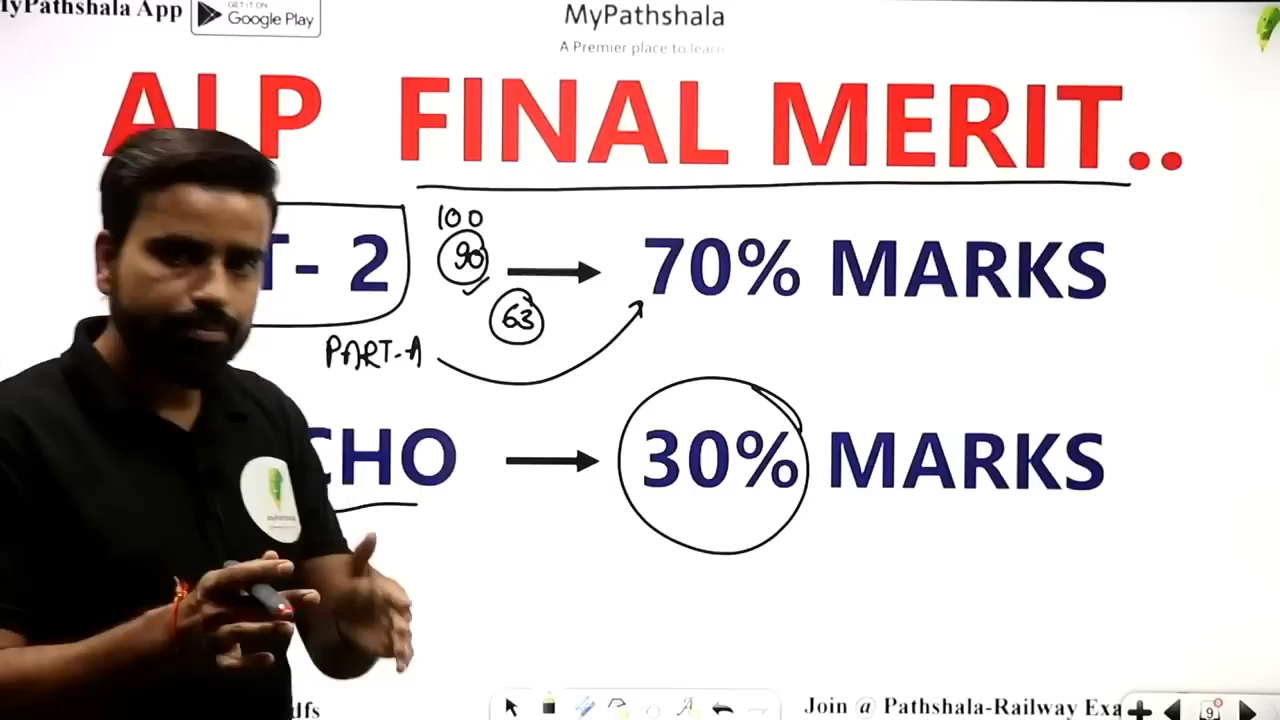 MyPathshala App
GET IT ON
Google Play
MyPathshala
A Premier place to learn
ALP FINAL MERIT..
T- 2
100
90
63
70% MARKS
PART-A
CHO
30% MARKS
dfs
Join @ Pathshala-Railway Exa
9